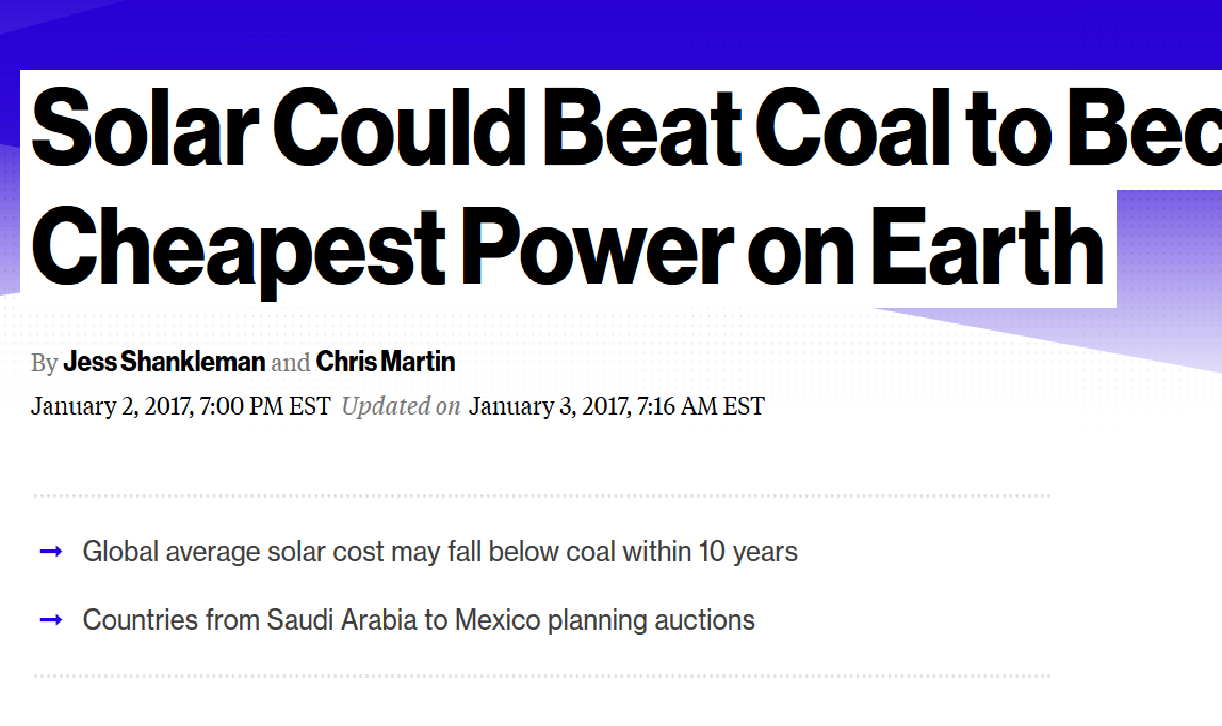 Solar Could Beat Coal to Bec
Cheapest Power on Earth
By Jess Shankleman and Chris Martin
January 2, 2017, 7:00 PM EST Updated on January 3, 2017, 7:16 AM EST
→ Global average solar cost may fall below coal within 10 years
→ Countries from Saudi Arabia to Mexico planning auctions